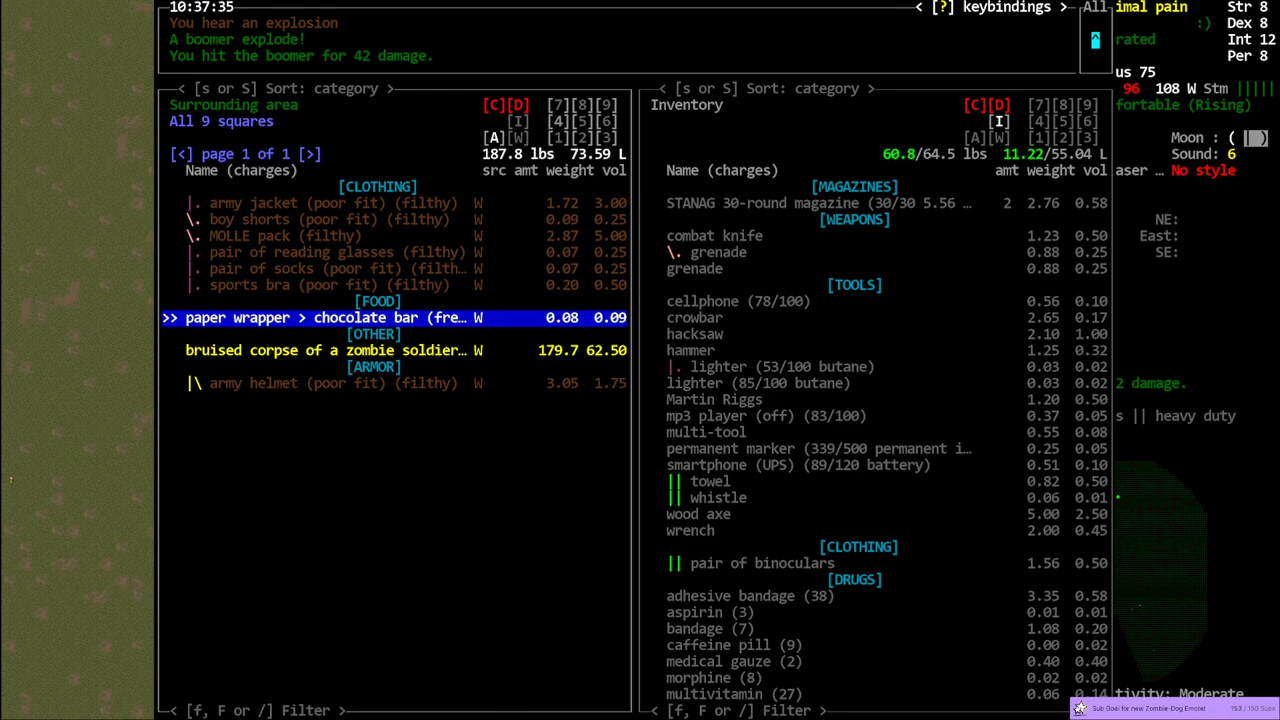 10:37:35
You hear an explosion
A boomer explode!
You hit the boomer for 42 damage.
< [?] keybindings >
All
^
imal pain
:)
rated
us 75
96 108 W Stm |||||
fortable (Rising)
Str 8
Dex 8
Int 12
Per 8
Moon : ( | )
Sound: 6
aser … No style
NE:
East:
SE:
2 damage.
s || heavy duty
tivity: Moderate
< [s or S] Sort: category >
Surrounding area [C][D] [7][8][9]
All 9 squares [I] [4][5][6]
[A][W] [1][2][3]
[<] page 1 of 1 [>] 187.8 lbs 73.59 L
Name (charges) src amt weight vol
[CLOTHING]
|. army jacket (poor fit) (filthy) W 1.72 3.00
\. boy shorts (poor fit) (filthy) W 0.09 0.25
\. MOLLE pack (filthy) W 2.87 5.00
|. pair of reading glasses (filthy) W 0.07 0.25
|. pair of socks (poor fit) (filth… W 0.07 0.25
|. sports bra (poor fit) (filthy) W 0.20 0.50
[FOOD]
>> paper wrapper > chocolate bar (fre… W 0.08 0.09
[OTHER]
bruised corpse of a zombie soldier… W 179.7 62.50
[ARMOR]
|\ army helmet (poor fit) (filthy) W 3.05 1.75
< [f, F or /] Filter >
< [s or S] Sort: category >
Inventory [C][D] [7][8][9]
[I] [4][5][6]
[A][W] [1][2][3]
60.8/64.5 lbs 11.22/55.04 L
Name (charges) amt weight vol
[MAGAZINES]
STANAG 30-round magazine (30/30 5.56 … 2 2.76 0.58
[WEAPONS]
combat knife 1.23 0.50
\. grenade 0.88 0.25
grenade 0.88 0.25
[TOOLS]
cellphone (78/100) 0.56 0.10
crowbar 2.65 0.17
hacksaw 2.10 1.00
hammer 1.25 0.32
|. lighter (53/100 butane) 0.03 0.02
lighter (85/100 butane) 0.03 0.02
Martin Riggs 1.20 0.50
mp3 player (off) (83/100) 0.37 0.05
multi-tool 0.55 0.08
permanent marker (339/500 permanent i… 0.25 0.05
smartphone (UPS) (89/120 battery) 0.51 0.10
|| towel 0.82 0.50
|| whistle 0.06 0.01
wood axe 5.00 2.50
wrench 2.00 0.45
[CLOTHING]
|| pair of binoculars 1.56 0.50
[DRUGS]
adhesive bandage (38) 3.35 0.58
aspirin (3) 0.01 0.01
bandage (7) 1.08 0.20
caffeine pill (9) 0.00 0.02
medical gauze (2) 0.40 0.40
morphine (8) 0.02 0.02
multivitamin (27) 0.06 0.14
< [f, F or /] Filter >
Sub Goal for new Zombie-Dog Emote! 153 / 150 Subs